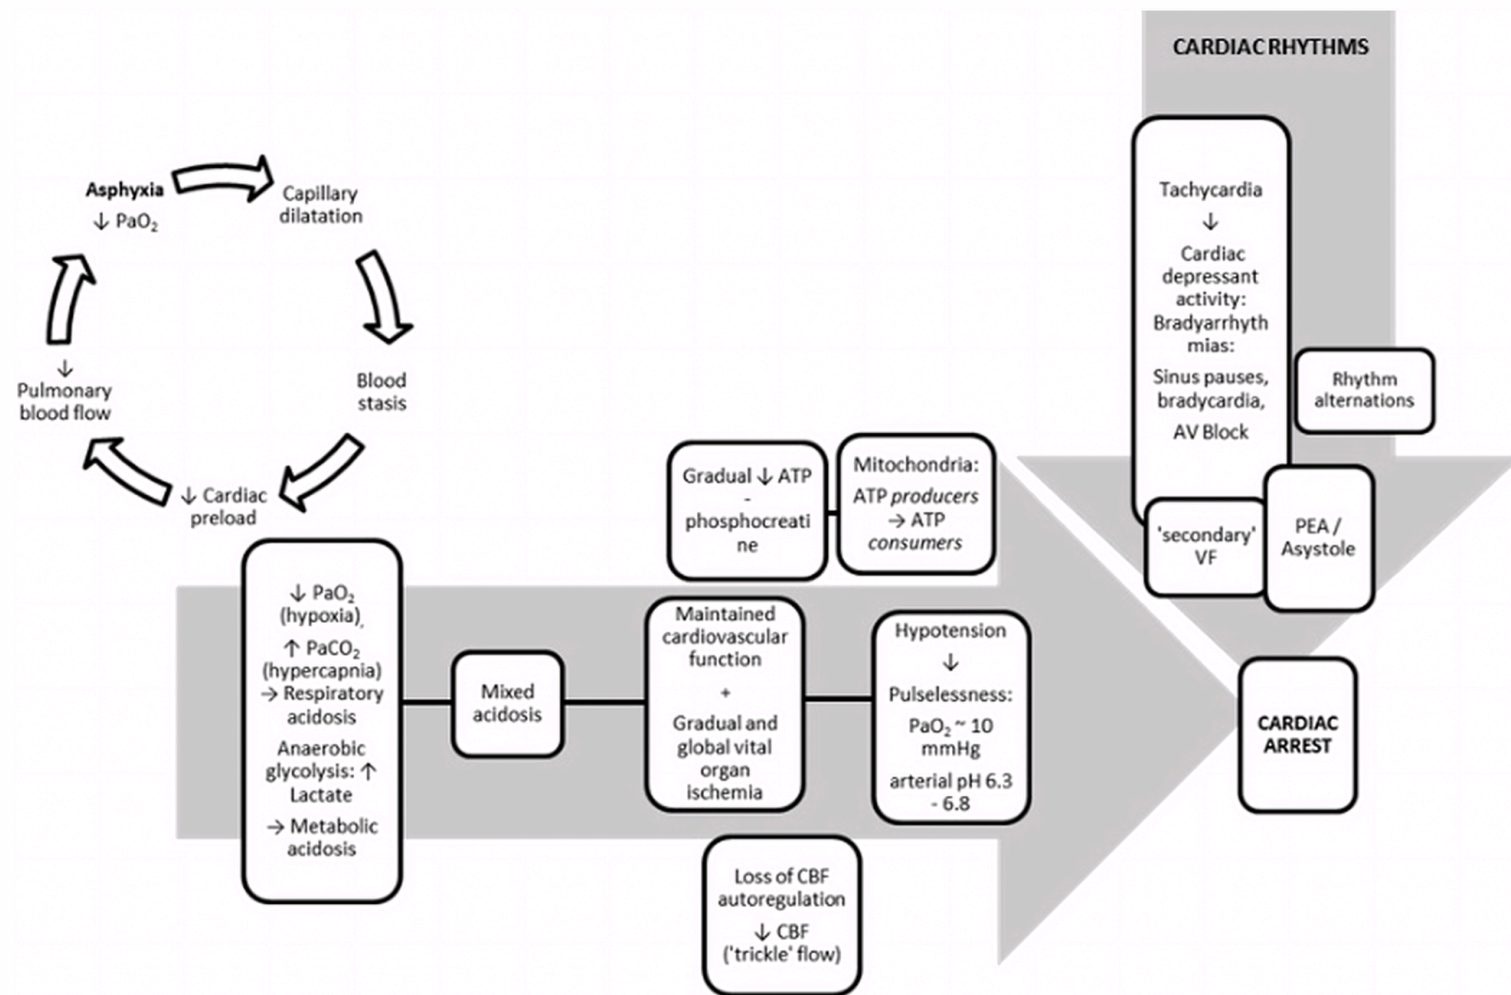 CARDIAC RHYTHMS
Asphyxia
↓ PaO₂
Capillary
dilatation
Blood
stasis
↓ Cardiac
preload
↓
Pulmonary
blood flow
↓ PaO₂
(hypoxia),
↑ PaCO₂
(hypercapnia)
→ Respiratory
acidosis
Anaerobic
glycolysis: ↑
Lactate
→ Metabolic
acidosis
Mixed
acidosis
Gradual ↓ ATP
-
phosphocreati
ne
Mitochondria:
ATP producers
→ ATP
consumers
Maintained
cardiovascular
function
+
Gradual and
global vital
organ
ischemia
Hypotension
↓
Pulselessness:
PaO₂ ~ 10
mmHg
arterial pH 6.3
- 6.8
Loss of CBF
autoregulation
↓ CBF
('trickle' flow)
Tachycardia
↓
Cardiac
depressant
activity:
Bradyarrhyth
mias:
Sinus pauses,
bradycardia,
AV Block
Rhythm
alternations
'secondary'
VF
PEA /
Asystole
CARDIAC
ARREST